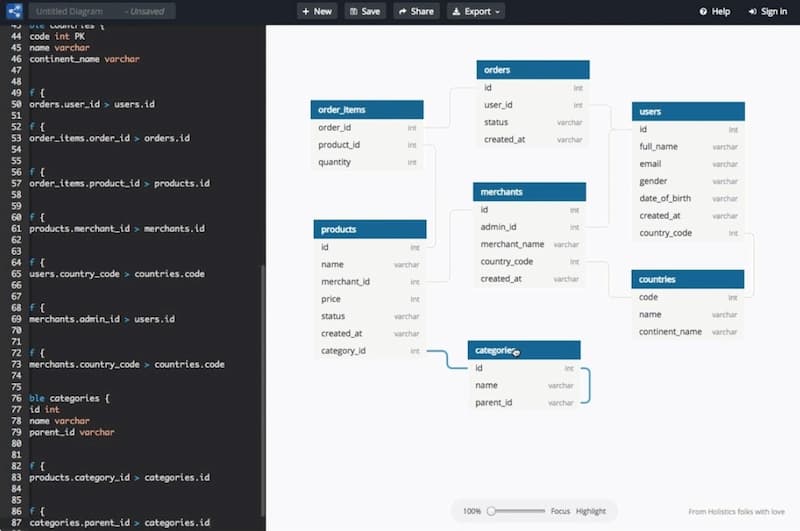 Untitled Diagram - Unsaved
+ New
Save
Share
Export
Help
Sign in
43 ble countries {
44 code int PK
45 name varchar
46 continent_name varchar
47
48
49 f {
50 orders.user_id > users.id
51
52 f {
53 order_items.order_id > orders.id
54
55
56 f {
57 order_items.product_id > products.id
58
59
60 f {
61 products.merchant_id > merchants.id
62
63
64 f {
65 users.country_code > countries.code
66
67
68 f {
69 merchants.admin_id > users.id
70
71
72 f {
73 merchants.country_code > countries.code
74
75
76 ble categories {
77 id int
78 name varchar
79 parent_id varchar
80
81
82 f {
83 products.category_id > categories.id
84
85
86 f {
87 categories.parent_id > categories.id
order_items
order_id int
product_id int
quantity int
orders
id int
user_id int
status varchar
created_at varchar
users
id int
full_name varchar
email varchar
gender varchar
date_of_birth varchar
created_at varchar
country_code int
merchants
id int
admin_id int
merchant_name varchar
country_code int
created_at varchar
products
id int
name varchar
merchant_id int
price int
status varchar
created_at varchar
category_id int
countries
code int
name varchar
continent_name varchar
categories
id int
name varchar
parent_id varchar
100%
Focus
Highlight
From Holistics folks with love